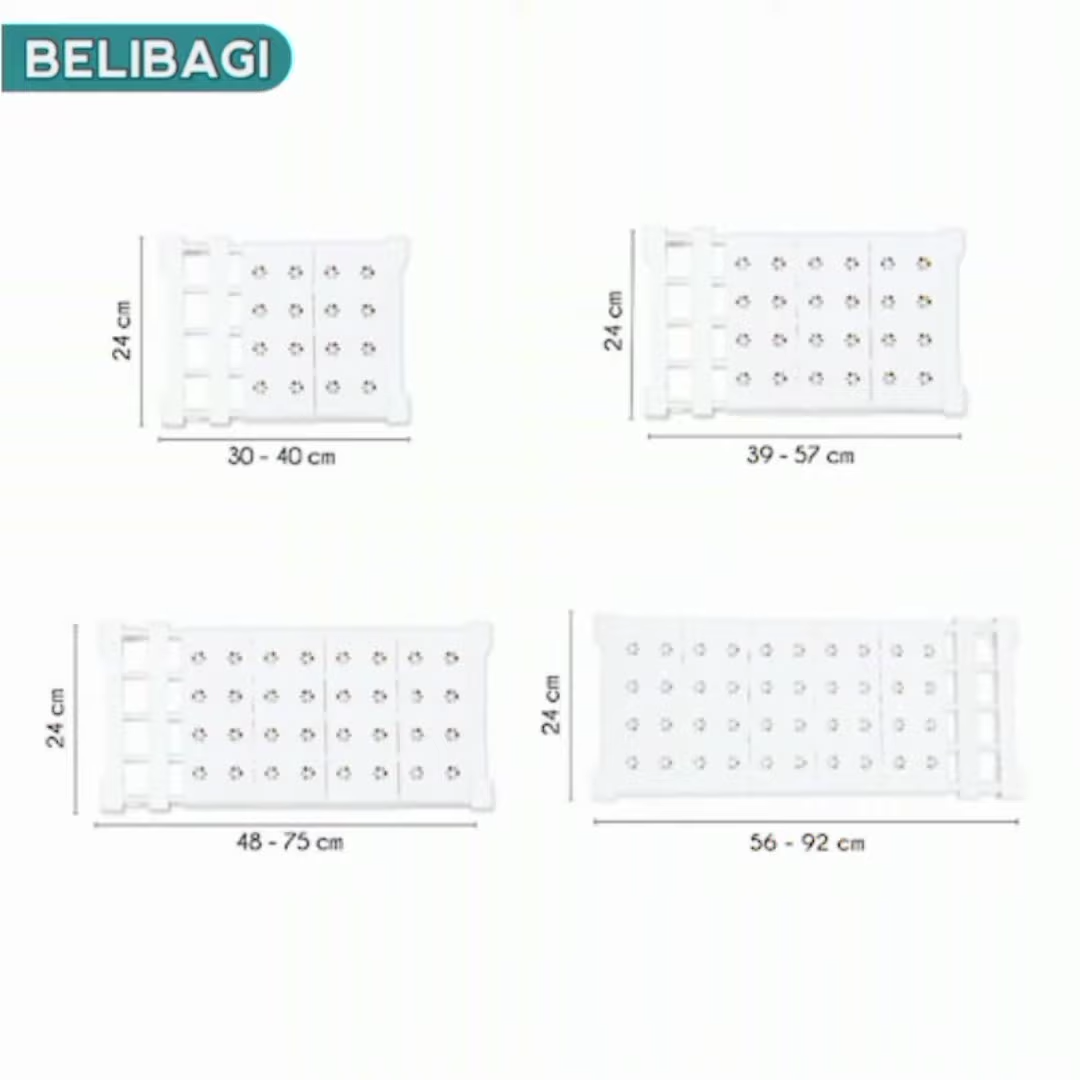 BELIBAGI
24 cm
30 - 40 cm
24 cm
39 - 57 cm
24 cm
48 - 75 cm
24 cm
56 - 92 cm